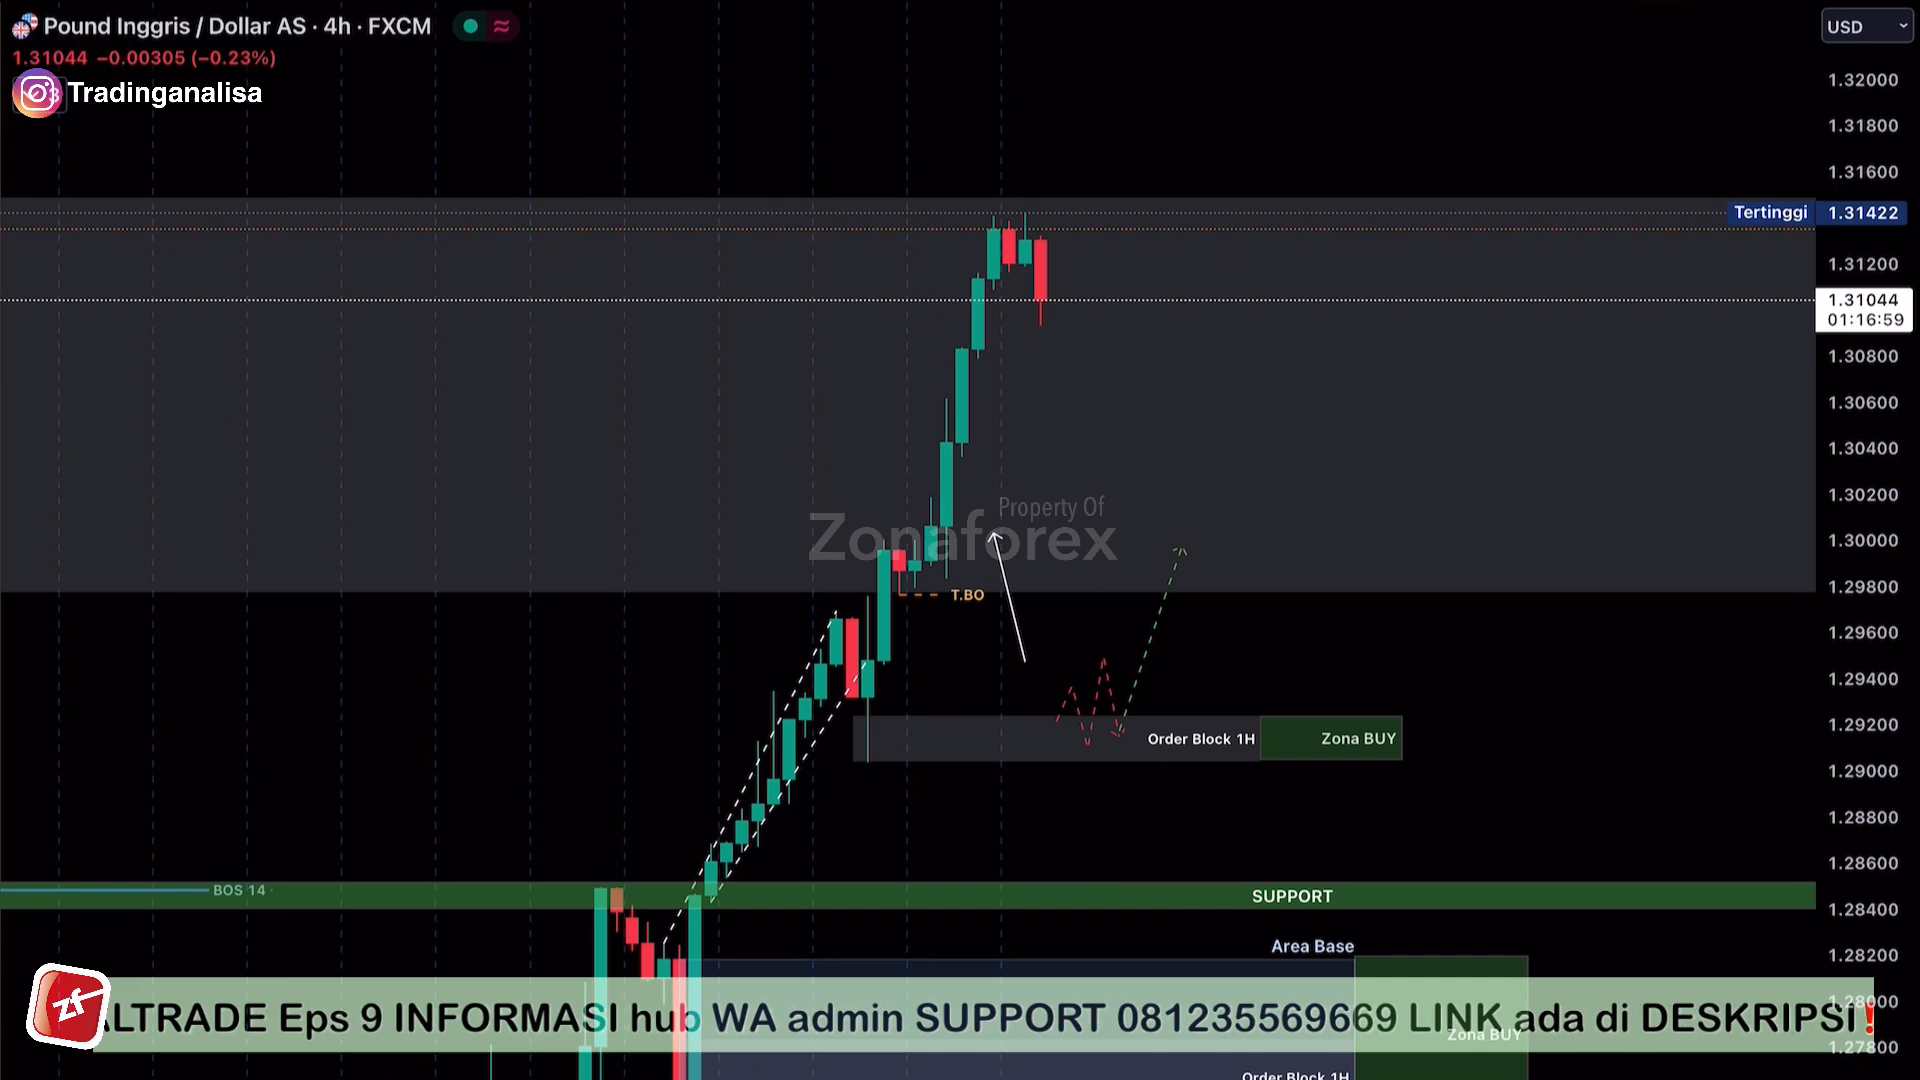 Pound Inggris / Dollar AS · 4h · FXCM
USD
1.31044 −0.00305 (−0.23%)
Tradinganalisa
1.32000
1.31800
1.31600
Tertinggi 1.31422
1.31200
1.31044
01:16:59
1.30800
1.30600
1.30400
1.30200
Property Of
Zonaforex
1.30000
1.29800
T.BO
1.29600
1.29400
1.29200
Order Block 1H Zona BUY
1.29000
1.28800
1.28600
BOS 14
SUPPORT
1.28400
Area Base
1.28200
1.28000
zf
ALTRADE Eps 9 INFORMASI hub WA admin SUPPORT 081235569669 LINK ada di DESKRIPSI❗
Zona BUY
1.27800
Order Block 1H